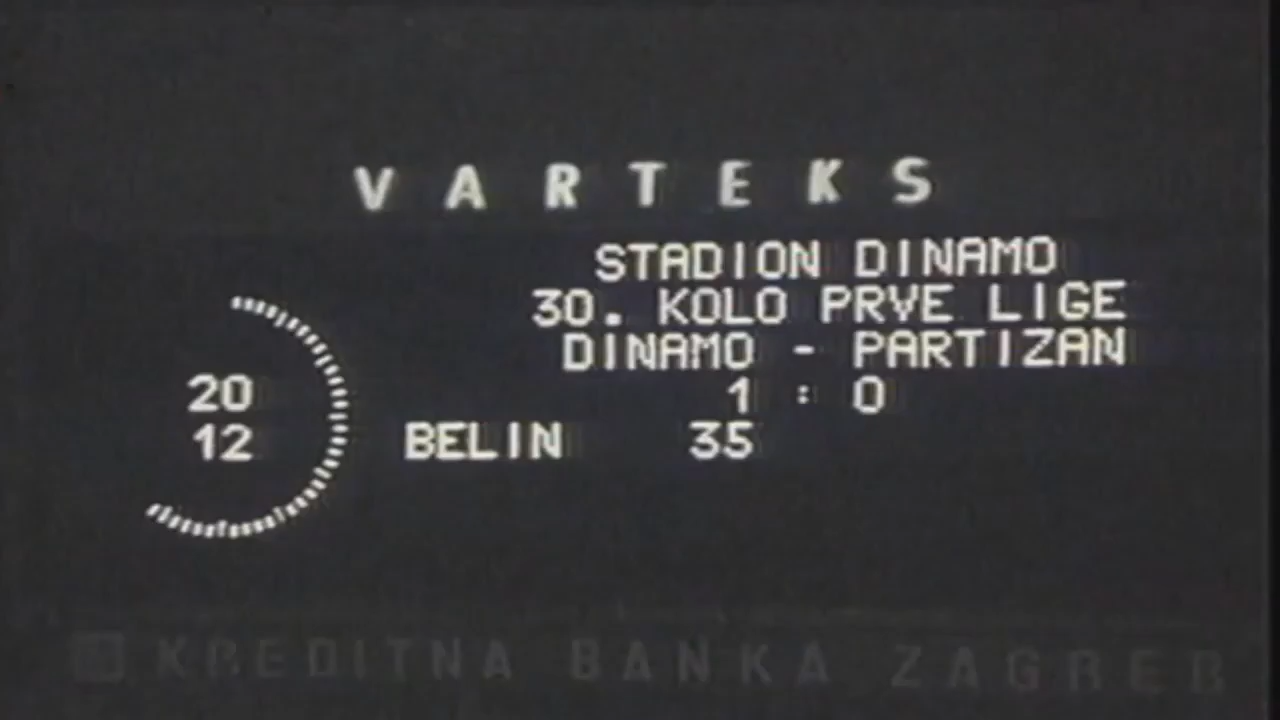 VARTEKS
STADION DINAMO
30. KOLO PRVE LIGE
DINAMO - PARTIZAN
1 : 0
20
12
BELIN 35
KREDITNA BANKA ZAGREB